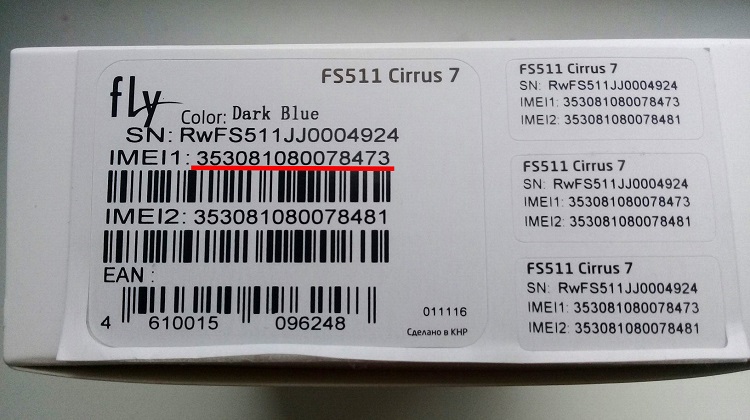 FS511 Cirrus 7
fly
Color: Dark Blue
SN: RwFS511JJ0004924
IMEI1: 353081080078473
IMEI2: 353081080078481
EAN :
4 610015 096248
011116
Сделано в КНР
FS511 Cirrus 7
SN: RwFS511JJ0004924
IMEI1: 353081080078473
IMEI2: 353081080078481
FS511 Cirrus 7
SN: RwFS511JJ0004924
IMEI1: 353081080078473
IMEI2: 353081080078481
FS511 Cirrus 7
SN: RwFS511JJ0004924
IMEI1: 353081080078473
IMEI2: 353081080078481